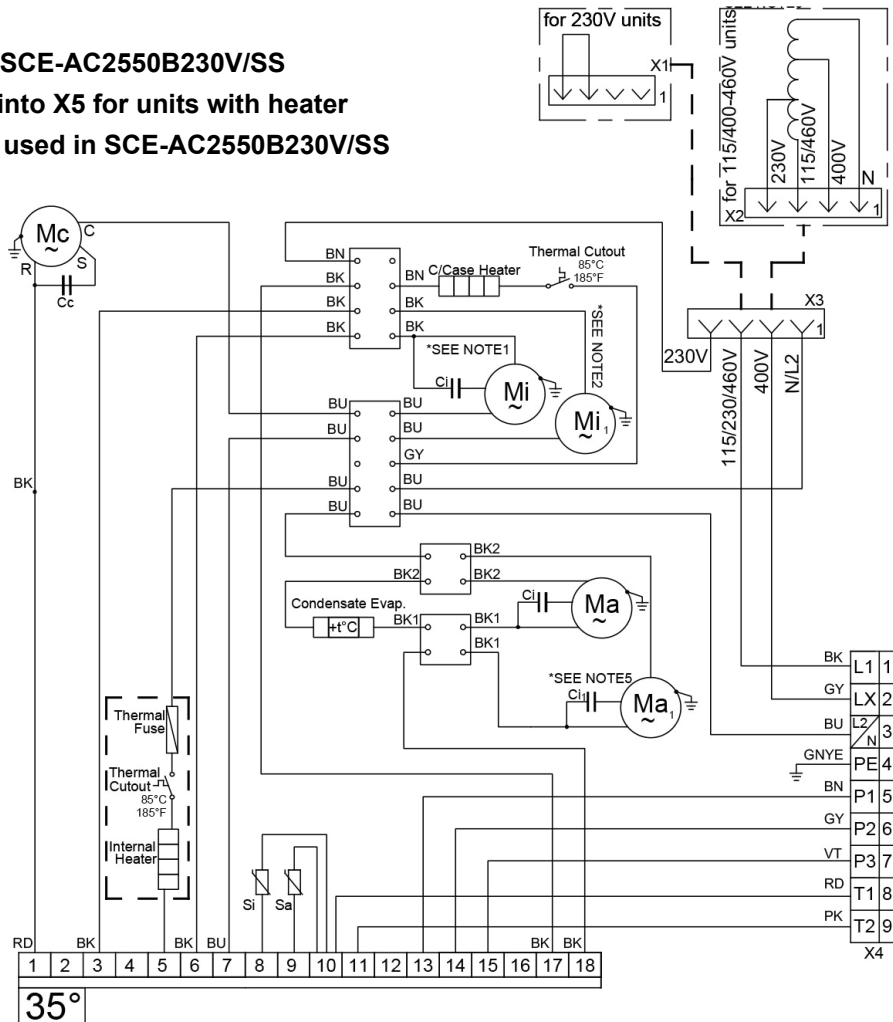 for 230V units
X1
1
SCE-AC2550B230V/SS
into X5 for units with heater
used in SCE-AC2550B230V/SS
for 115/400-460V units
230V
115/460V
400V
N
X2
1
Mc
~
C
R
S
Cc
BN
BK
BK
BK
BN
BK
BK
C/Case Heater
Thermal Cutout
85°C
185°F
*SEE NOTE1
*SEE NOTE2
Ci
Mi
~
Mi1
~
X3
1
230V
115/230/460V
400V
N/L2
BU
BU
BU
BU
BU
BU
GY
BU
BU
BK
BK2
BK2
BK2
Condensate Evap.
+t°C
BK1
BK1
BK1
Ci
Ma
~
*SEE NOTE5
Ci1
Ma1
~
Thermal
Fuse
Thermal
Cutout
85°C
185°F
Internal
Heater
Si
Sa
BK L1 1
GY LX 2
BU L2/N 3
GNYE PE 4
BN P1 5
GY P2 6
VT P3 7
RD T1 8
PK T2 9
X4
RD BK BK BU BK BK
1 2 3 4 5 6 7 8 9 10 11 12 13 14 15 16 17 18
35°